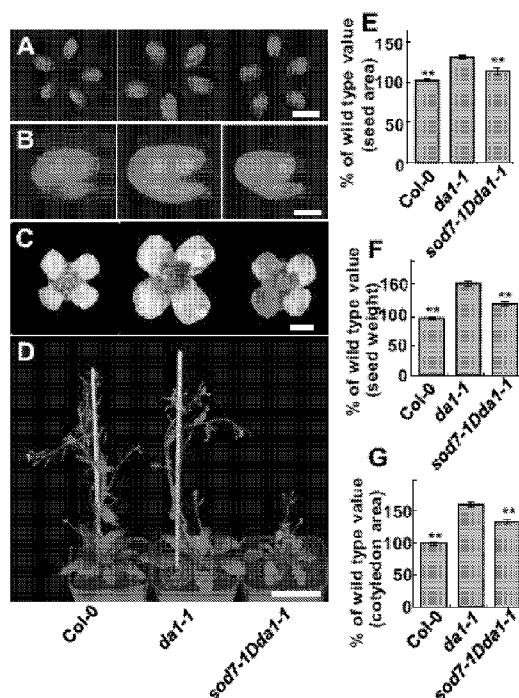 A
B
C
D
Col-0
da1-1
sod7-1Dda1-1
E
% of wild type value
(seed area)
150
100
50
0
**
**
Col-0
da1-1
sod7-1Dda1-1
F
% of wild type value
(seed weight)
160
100
50
0
**
**
Col-0
da1-1
sod7-1Dda1-1
G
% of wild type value
(cotyledon area)
150
100
50
0
**
**
Col-0
da1-1
sod7-1Dda1-1